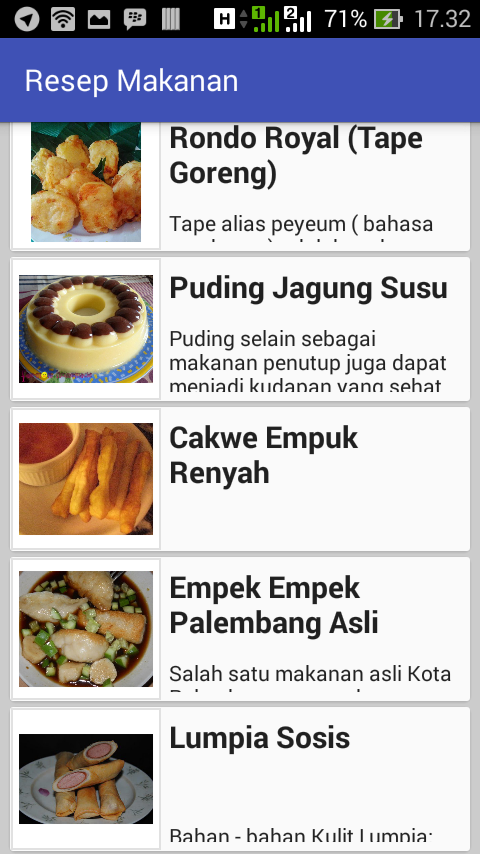 H 1 2 71% 17.32
Resep Makanan
Rondo Royal (Tape
Goreng)
Tape alias peyeum ( bahasa
Puding Jagung Susu
Puding selain sebagai
makanan penutup juga dapat
menjadi kudapan yang sehat
Cakwe Empuk
Renyah
Empek Empek
Palembang Asli
Salah satu makanan asli Kota
Lumpia Sosis
Bahan - bahan Kulit Lumpia: